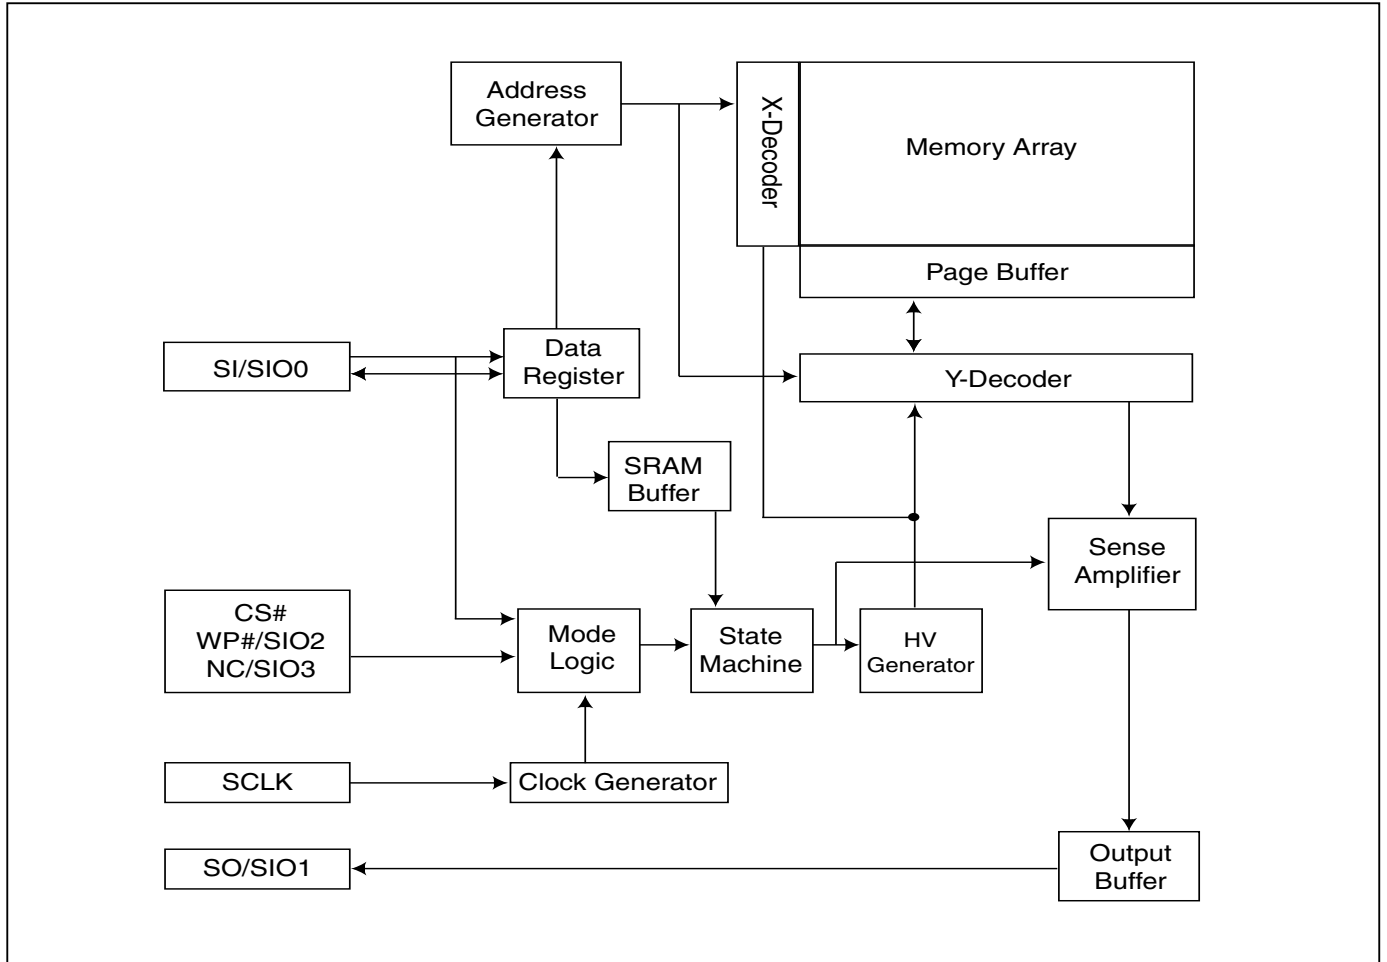 Address
Generator
X-Decoder
Memory Array
Page Buffer
SI/SIO0
Data
Register
Y-Decoder
SRAM
Buffer
Sense
Amplifier
CS#
WP#/SIO2
NC/SIO3
Mode
Logic
State
Machine
HV
Generator
SCLK
Clock Generator
SO/SIO1
Output
Buffer